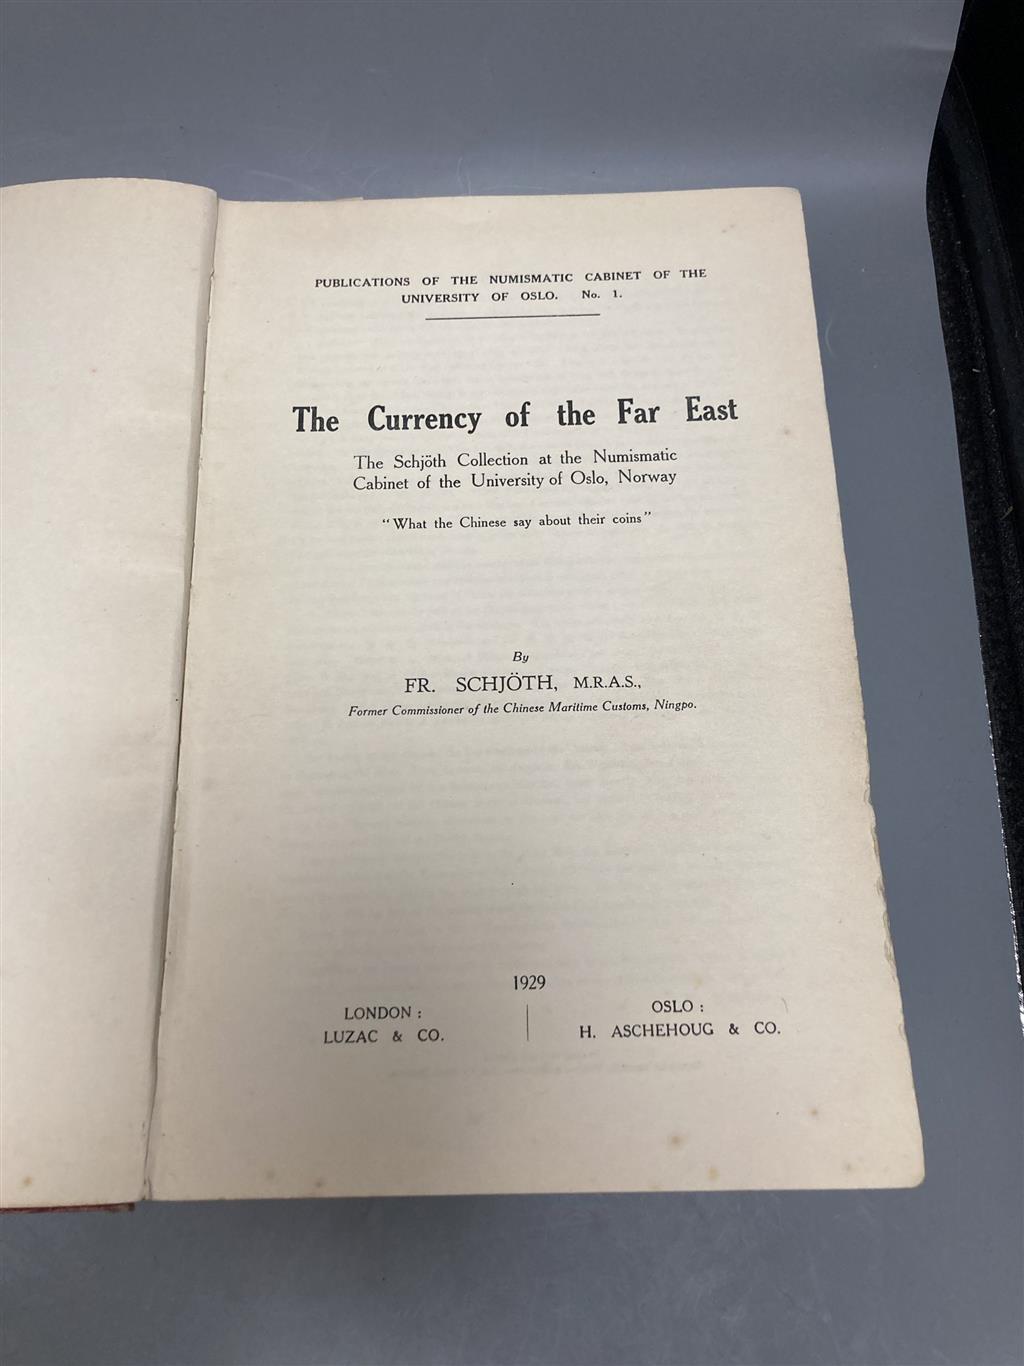 PUBLICATIONS OF THE NUMISMATIC CABINET OF THE
UNIVERSITY OF OSLO. No. 1.
The Currency of the Far East
The Schjöth Collection at the Numismatic
Cabinet of the University of Oslo, Norway
"What the Chinese say about their coins"
By
FR. SCHJÖTH, M.R.A.S.,
Former Commissioner of the Chinese Maritime Customs, Ningpo.
1929
LONDON :
LUZAC & CO.
OSLO :
H. ASCHEHOUG & CO.